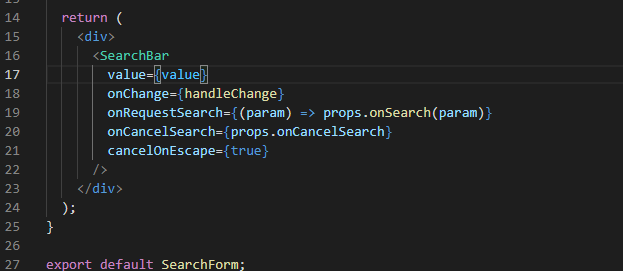 14 return (
15 <div>
16 <SearchBar
17 value={value}
18 onChange={handleChange}
19 onRequestSearch={(param) => props.onSearch(param)}
20 onCancelSearch={props.onCancelSearch}
21 cancelOnEscape={true}
22 />
23 </div>
24 );
25 }
26
27 export default SearchForm;